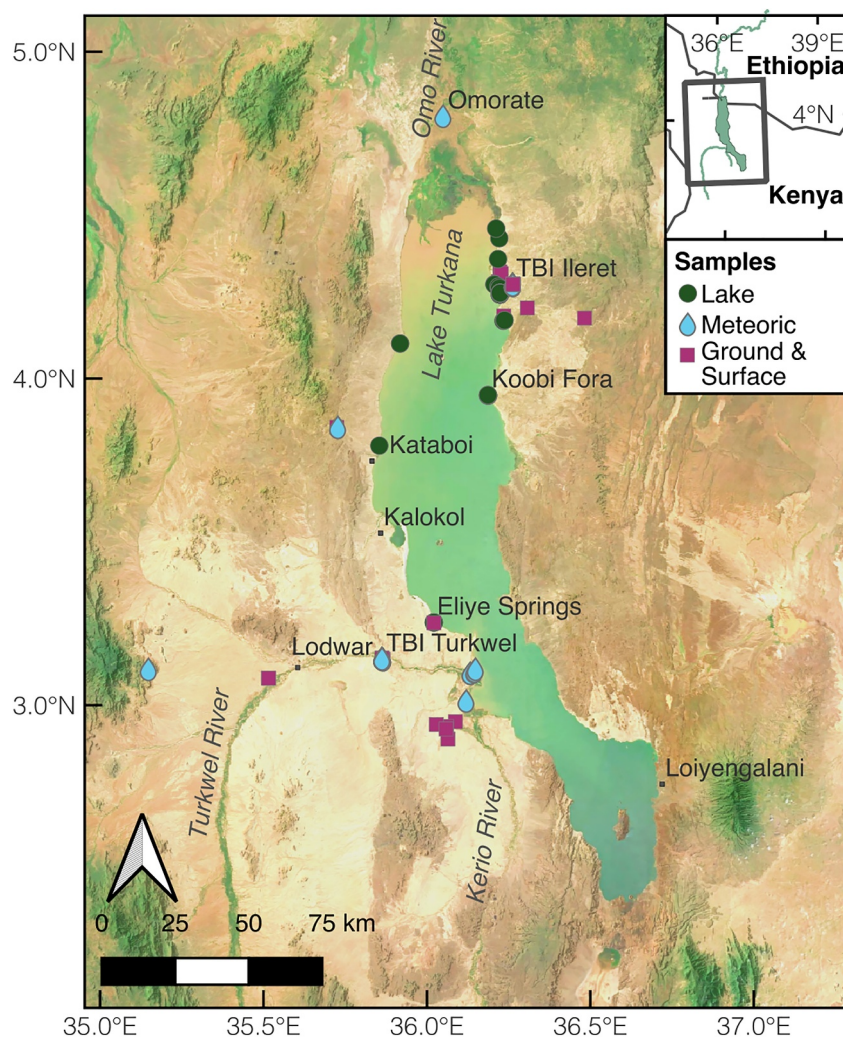 5.0°N
4.0°N
3.0°N
Omo River
Omorate
Lake Turkana
TBI Ileret
Koobi Fora
Kataboi
Kalokol
Eliye Springs
Lodwar
TBI Turkwel
Turkwel River
Kerio River
Loiyengalani
36°E 39°E
Ethiopia
4°N
Kenya
Samples
Lake
Meteoric
Ground &
Surface
0 25 50 75 km
35.0°E 35.5°E 36.0°E 36.5°E 37.0°E